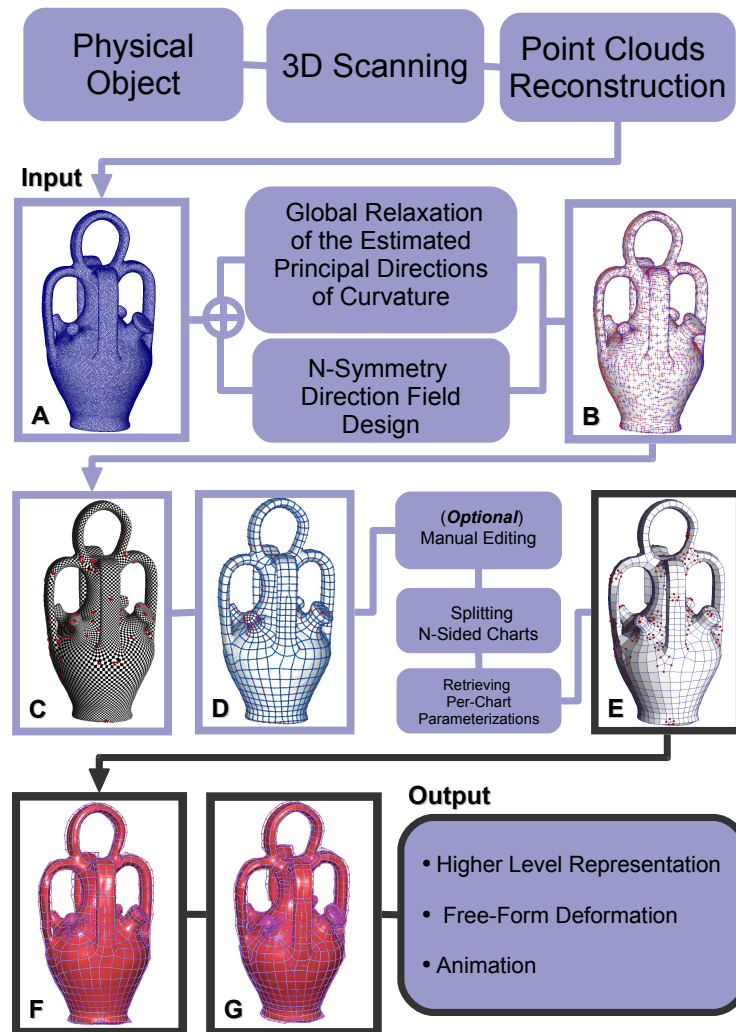 Physical
Object
3D Scanning
Point Clouds
Reconstruction
Input
A
Global Relaxation
of the Estimated
Principal Directions
of Curvature
N-Symmetry
Direction Field
Design
B
C
D
(Optional)
Manual Editing
Splitting
N-Sided Charts
Retrieving
Per-Chart
Parameterizations
E
F
G
Output
• Higher Level Representation
• Free-Form Deformation
• Animation